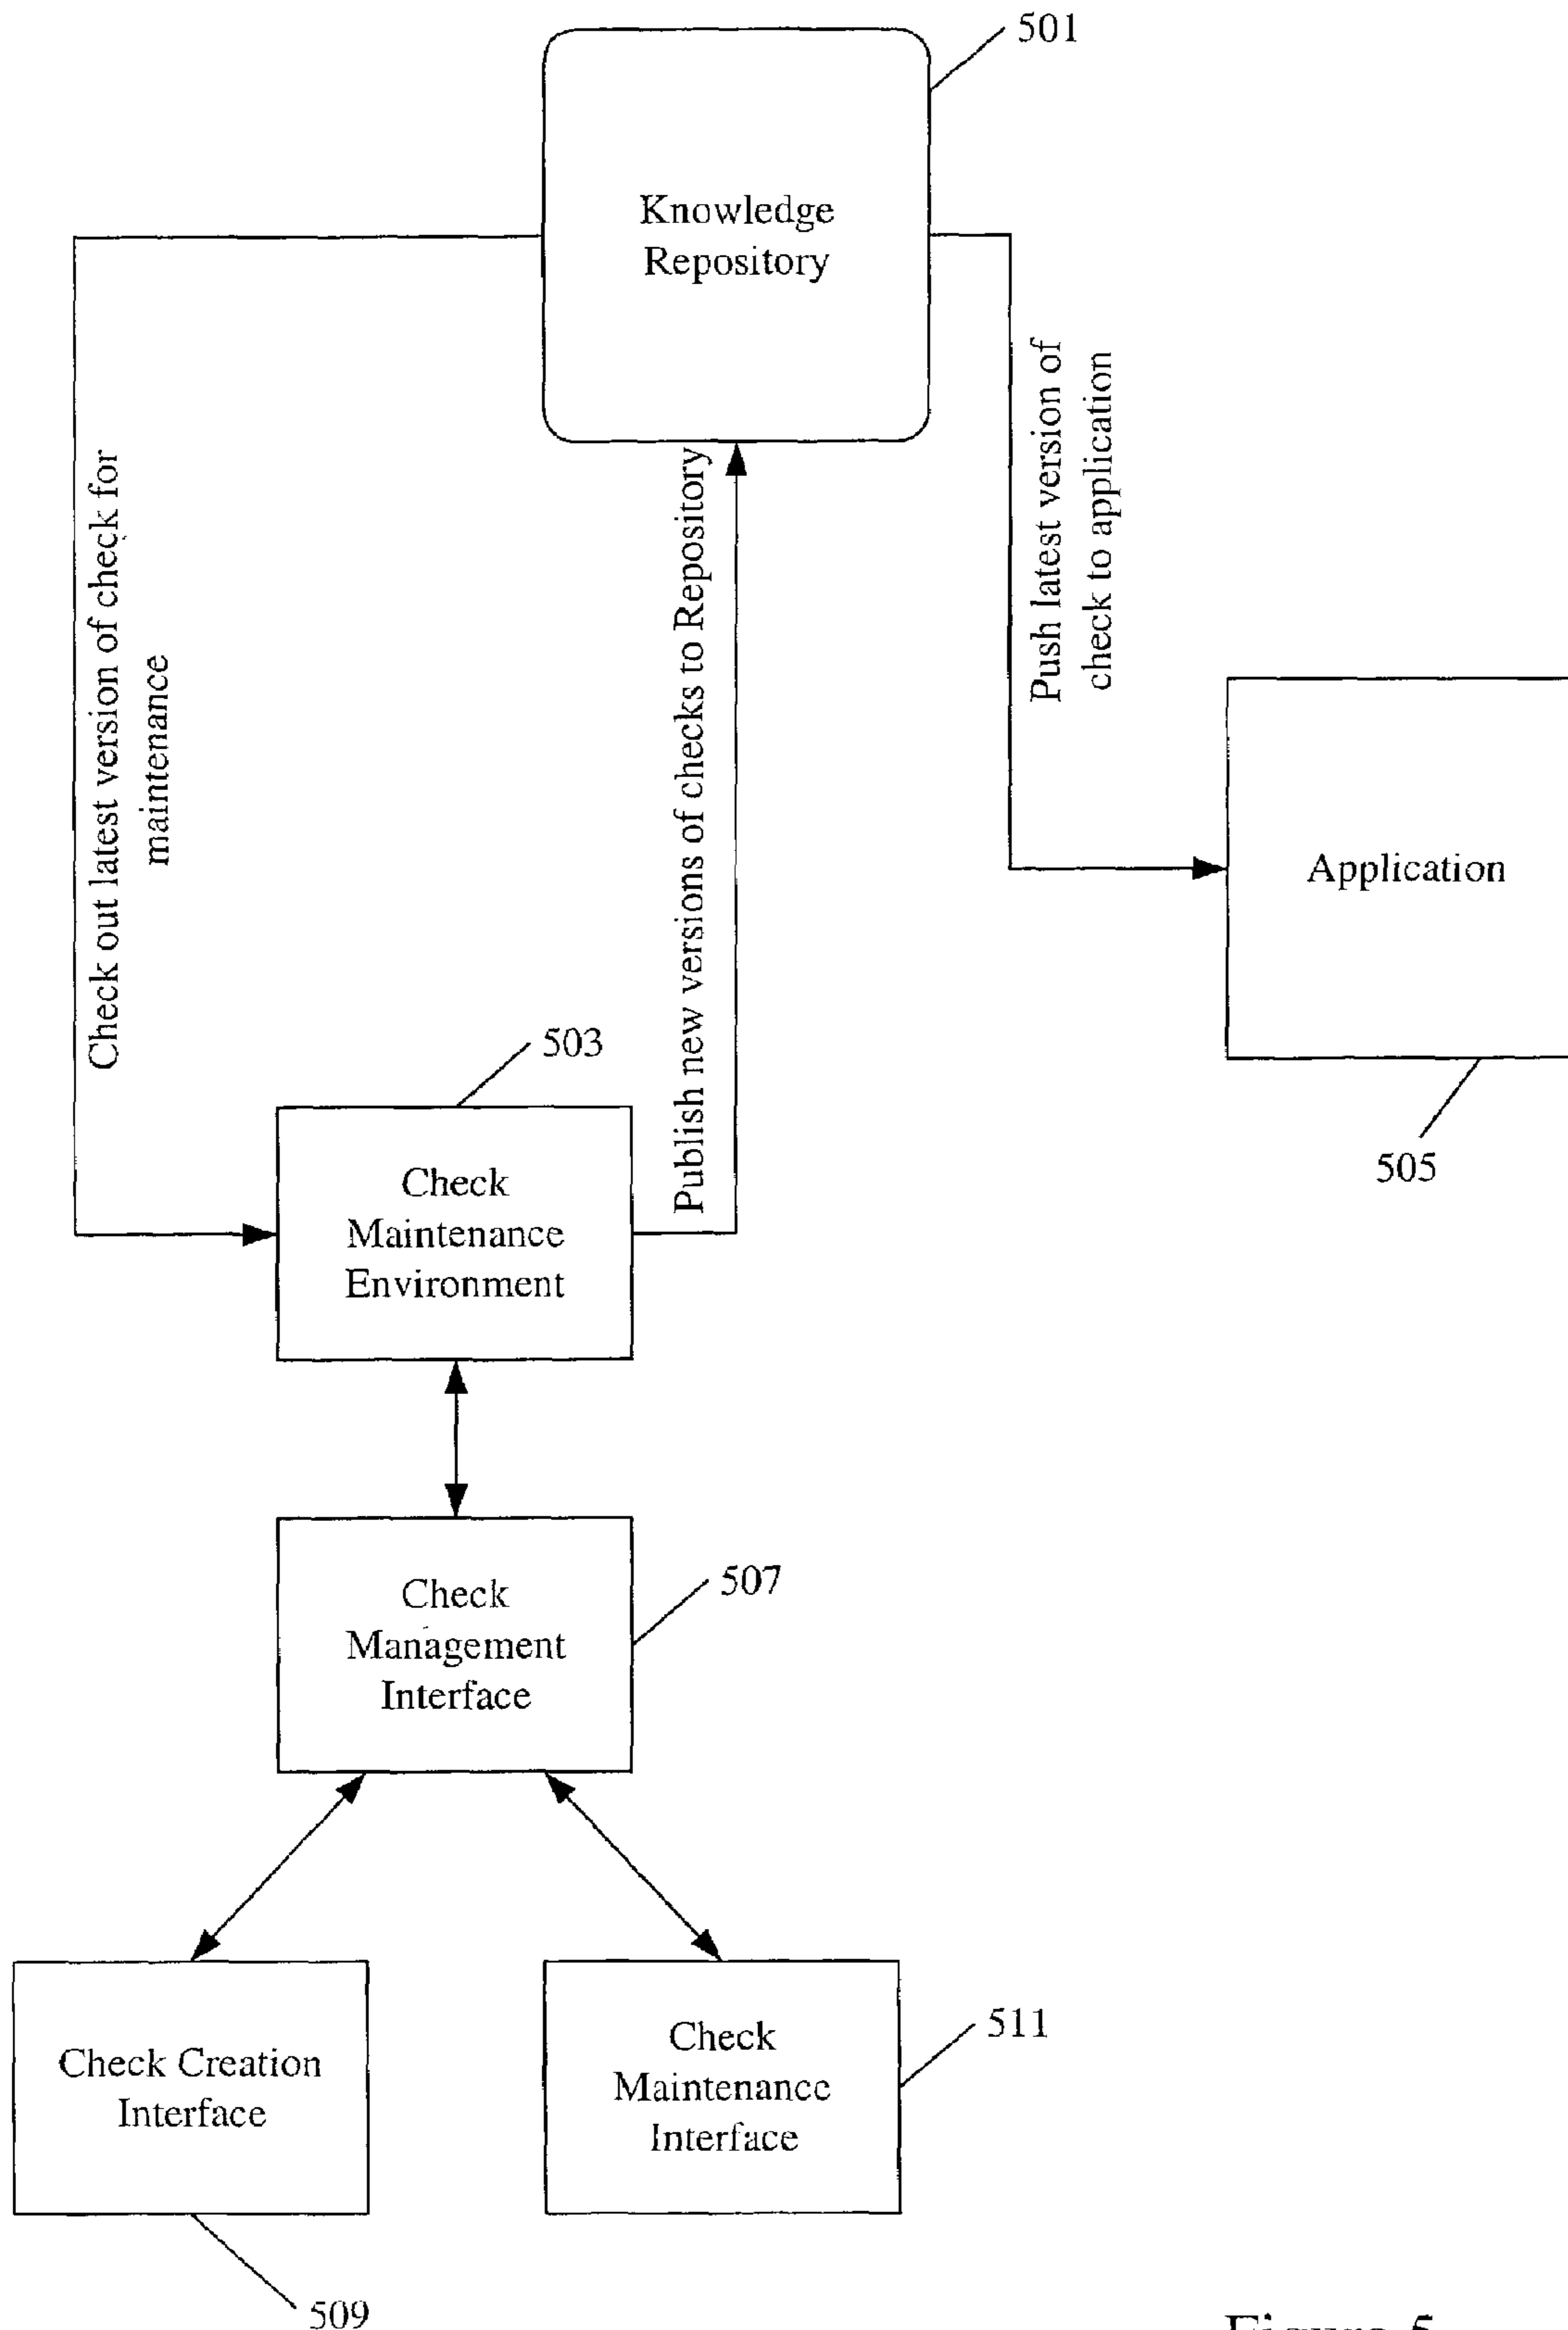 501
Knowledge
Repository
Check out latest version of check for
maintenance
Publish new versions of checks to Repository
Push latest version of
check to application
Application
505
503
Check
Maintenance
Environment
Check
Management
Interface
507
Check Creation
Interface
509
Check
Maintenance
Interface
511
Figure 5